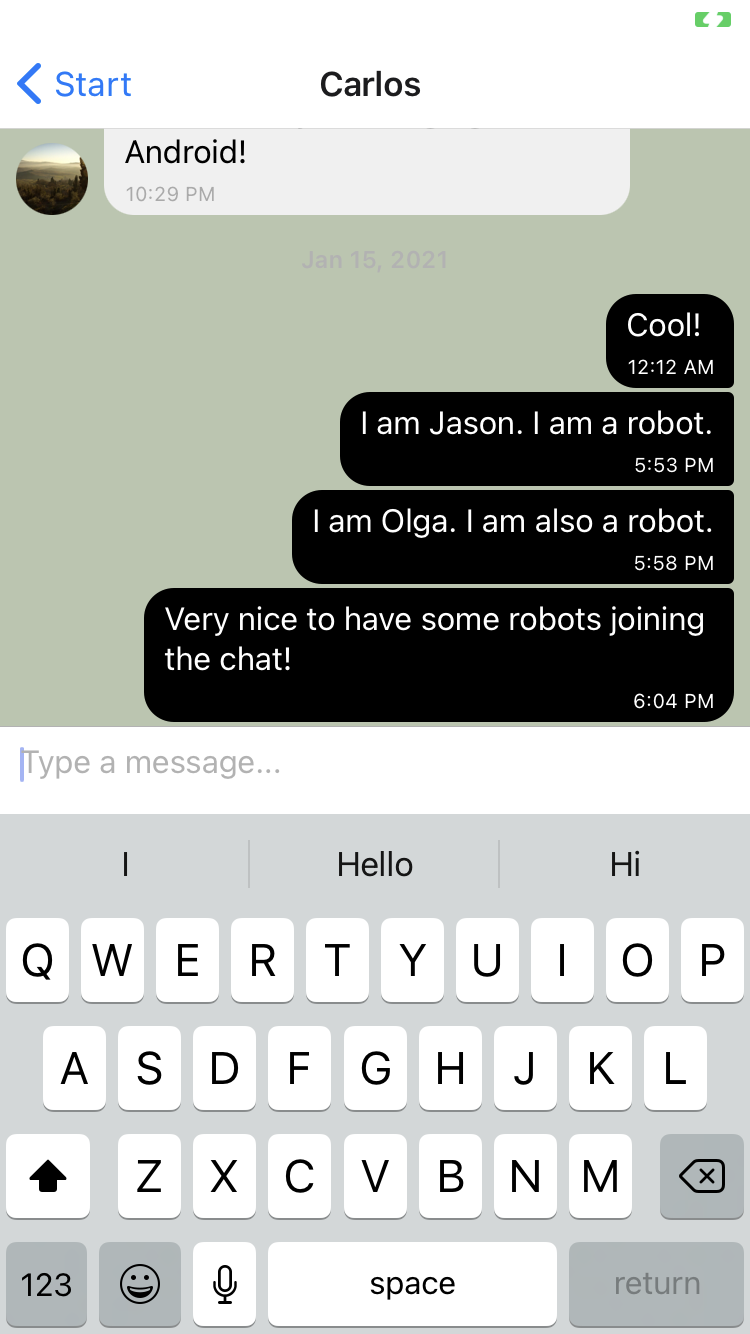 Start
Carlos
Android!
10:29 PM
Jan 15, 2021
Cool!
12:12 AM
I am Jason. I am a robot.
5:53 PM
I am Olga. I am also a robot.
5:58 PM
Very nice to have some robots joining
the chat!
6:04 PM
Type a message...
I
Hello
Hi
Q W E R T Y U I O P
A S D F G H J K L
Z X C V B N M
123
space
return